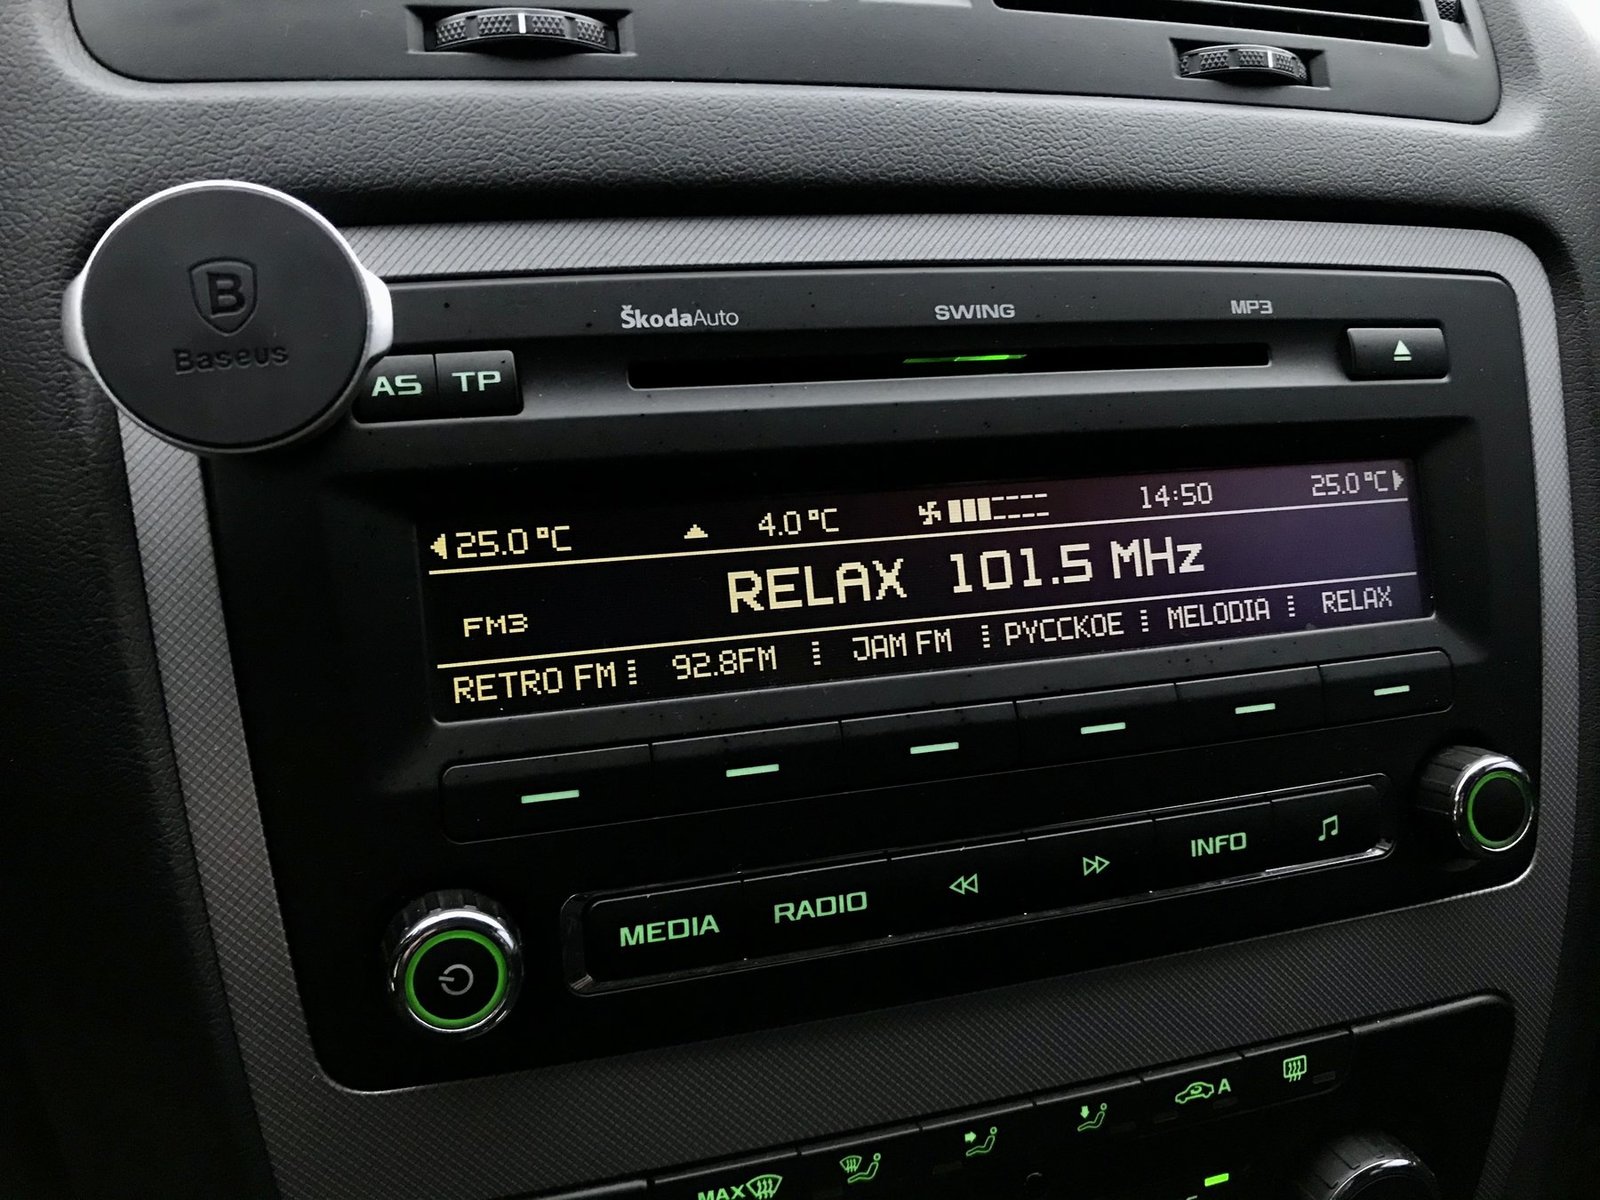 B
Baseus
ŠkodaAuto SWING MP3
AS TP
25.0°C 4.0°C 14:50 25.0°C
RELAX 101.5 MHz
FM3
RETRO FM 92.8FM JAM FM РУССКОЕ MELODIA RELAX
MEDIA RADIO INFO
A
MAX